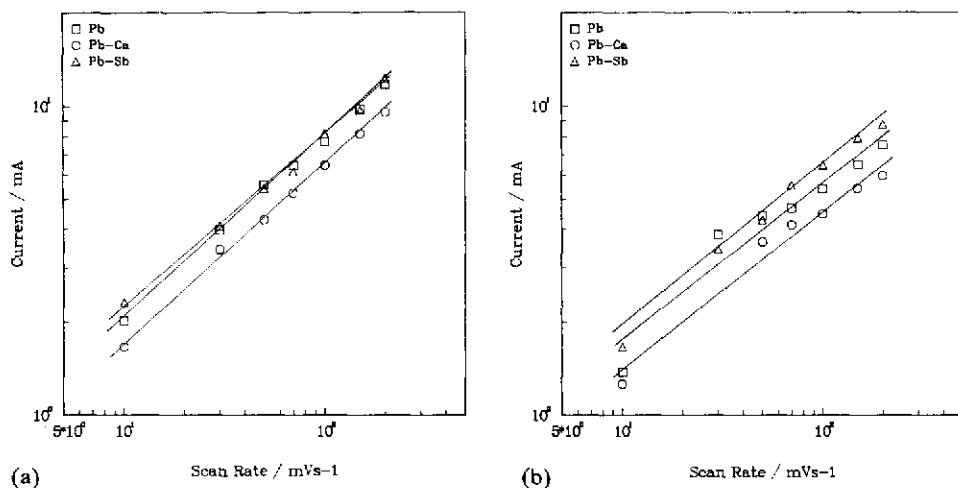 Pb
Pb-Ca
Pb-Sb
10¹
Current / mA
10⁰
5*10⁰
10¹
10²
Scan Rate / mVs-1
(a)
Pb
Pb-Ca
Pb-Sb
10¹
Current / mA
10⁰
5*10⁰
10¹
10²
Scan Rate / mVs-1
(b)